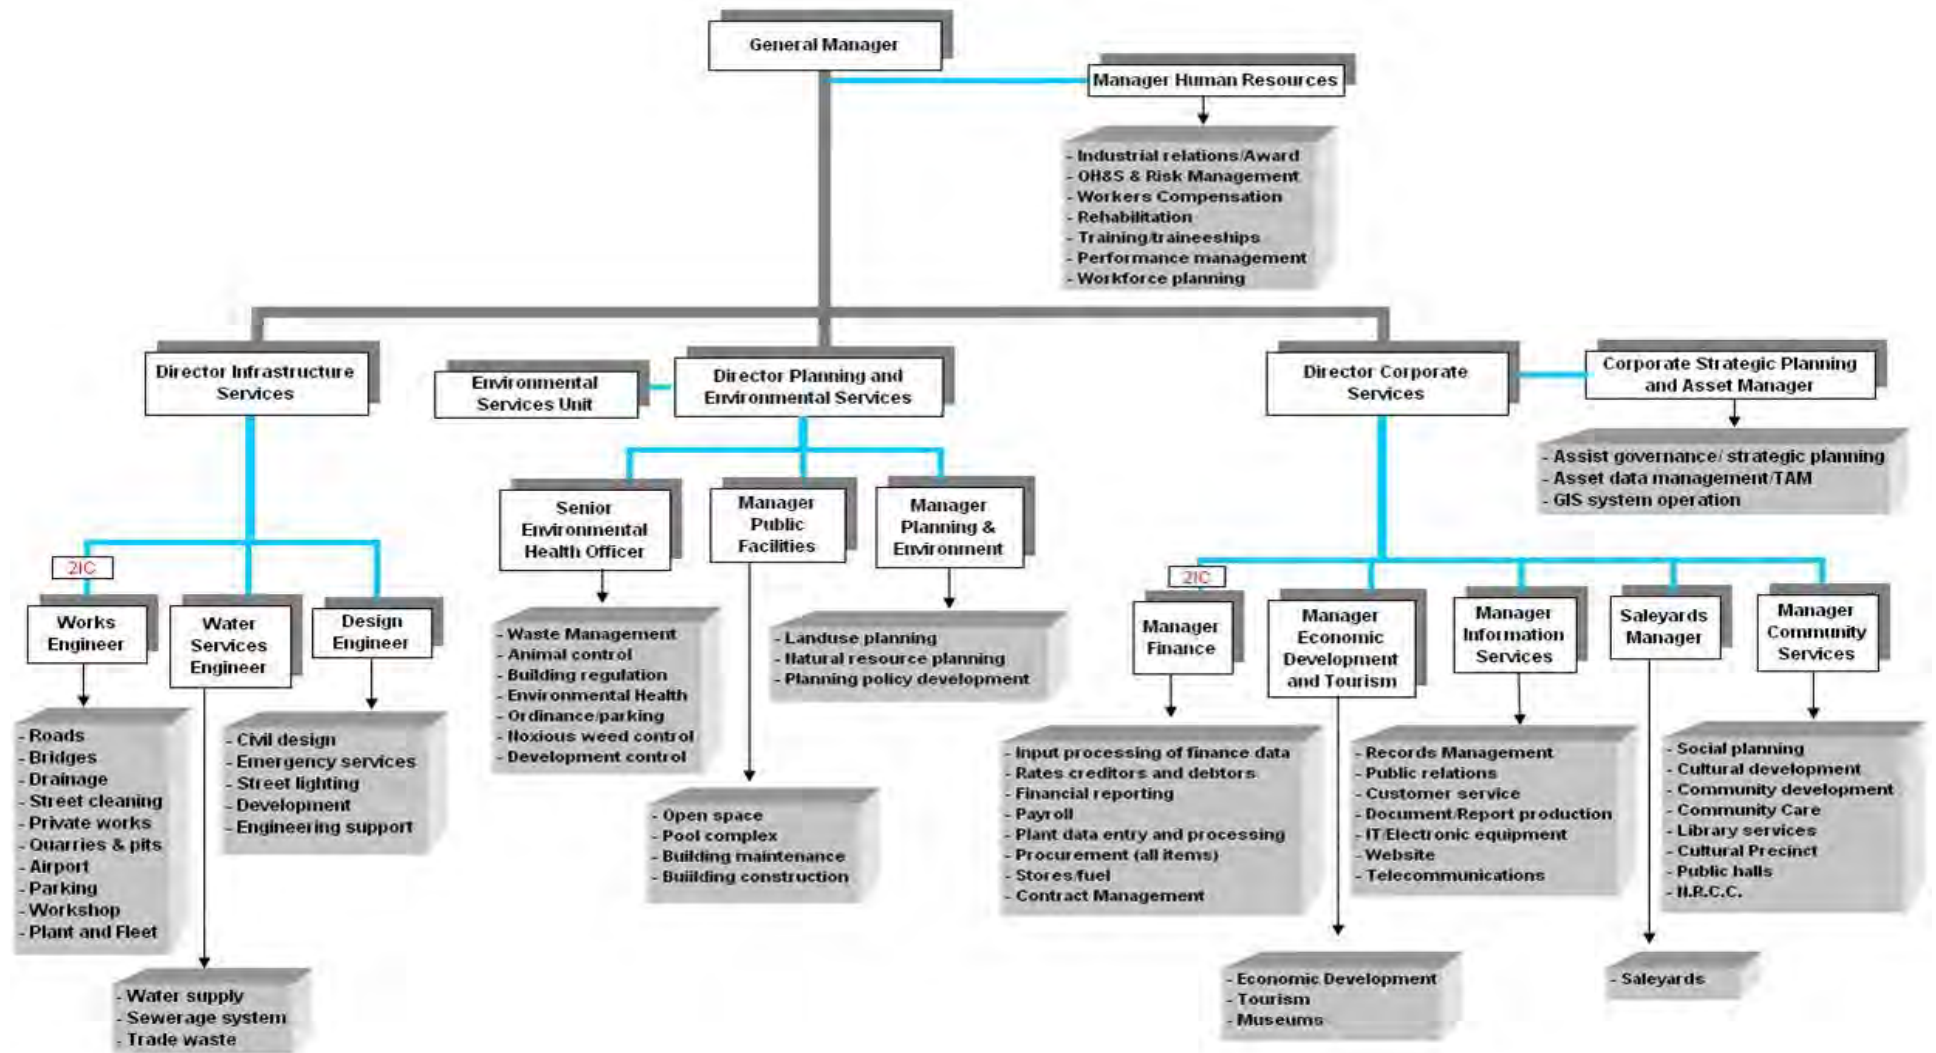 General Manager
Manager Human Resources
- Industrial relations/Award
- OH&S & Risk Management
- Workers Compensation
- Rehabilitation
- Training/traineeships
- Performance management
- Workforce planning
Director Infrastructure
Services
Environmental
Services Unit
Director Planning and
Environmental Services
Director Corporate
Services
Corporate Strategic Planning
and Asset Manager
- Assist governance/ strategic planning
- Asset data management/TAM
- GIS system operation
2IC
Works
Engineer
Water
Services
Engineer
Design
Engineer
- Roads
- Bridges
- Drainage
- Street cleaning
- Private works
- Quarries & pits
- Airport
- Parking
- Workshop
- Plant and Fleet
- Water supply
- Sewerage system
- Trade waste
- Civil design
- Emergency services
- Street lighting
- Development
- Engineering support
Senior
Environmental
Health Officer
Manager
Public
Facilities
Manager
Planning &
Environment
- Waste Management
- Animal control
- Building regulation
- Environmental Health
- Ordinance/parking
- Noxious weed control
- Development control
- Open space
- Pool complex
- Building maintenance
- Buiilding construction
- Landuse planning
- Natural resource planning
- Planning policy development
2IC
Manager
Finance
Manager
Economic
Development
and Tourism
Manager
Information
Services
Saleyards
Manager
Manager
Community
Services
- Input processing of finance data
- Rates creditors and debtors
- Financial reporting
- Payroll
- Plant data entry and processing
- Procurement (all items)
- Stores/fuel
- Contract Management
- Economic Development
- Tourism
- Museums
- Records Management
- Public relations
- Customer service
- Document/Report production
- IT/Electronic equipment
- Website
- Telecommunications
- Saleyards
- Social planning
- Cultural development
- Community development
- Community Care
- Library services
- Cultural Precinct
- Public halls
- N.R.C.C.